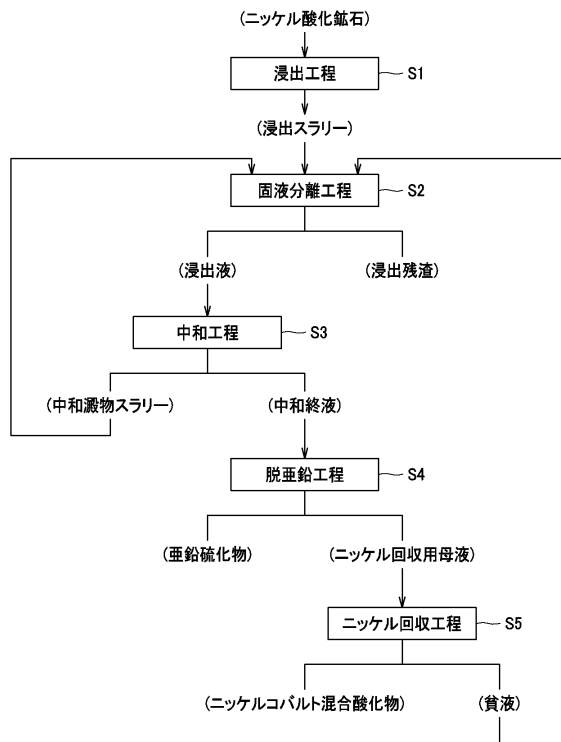 (ニッケル酸化鉱石)
浸出工程 S1
(浸出スラリー)
固液分離工程 S2
(浸出液) (浸出残渣)
中和工程 S3
(中和澱物スラリー) (中和終液)
脱亜鉛工程 S4
(亜鉛硫化物) (ニッケル回収用母液)
ニッケル回収工程 S5
(ニッケルコバルト混合酸化物) (貧液)